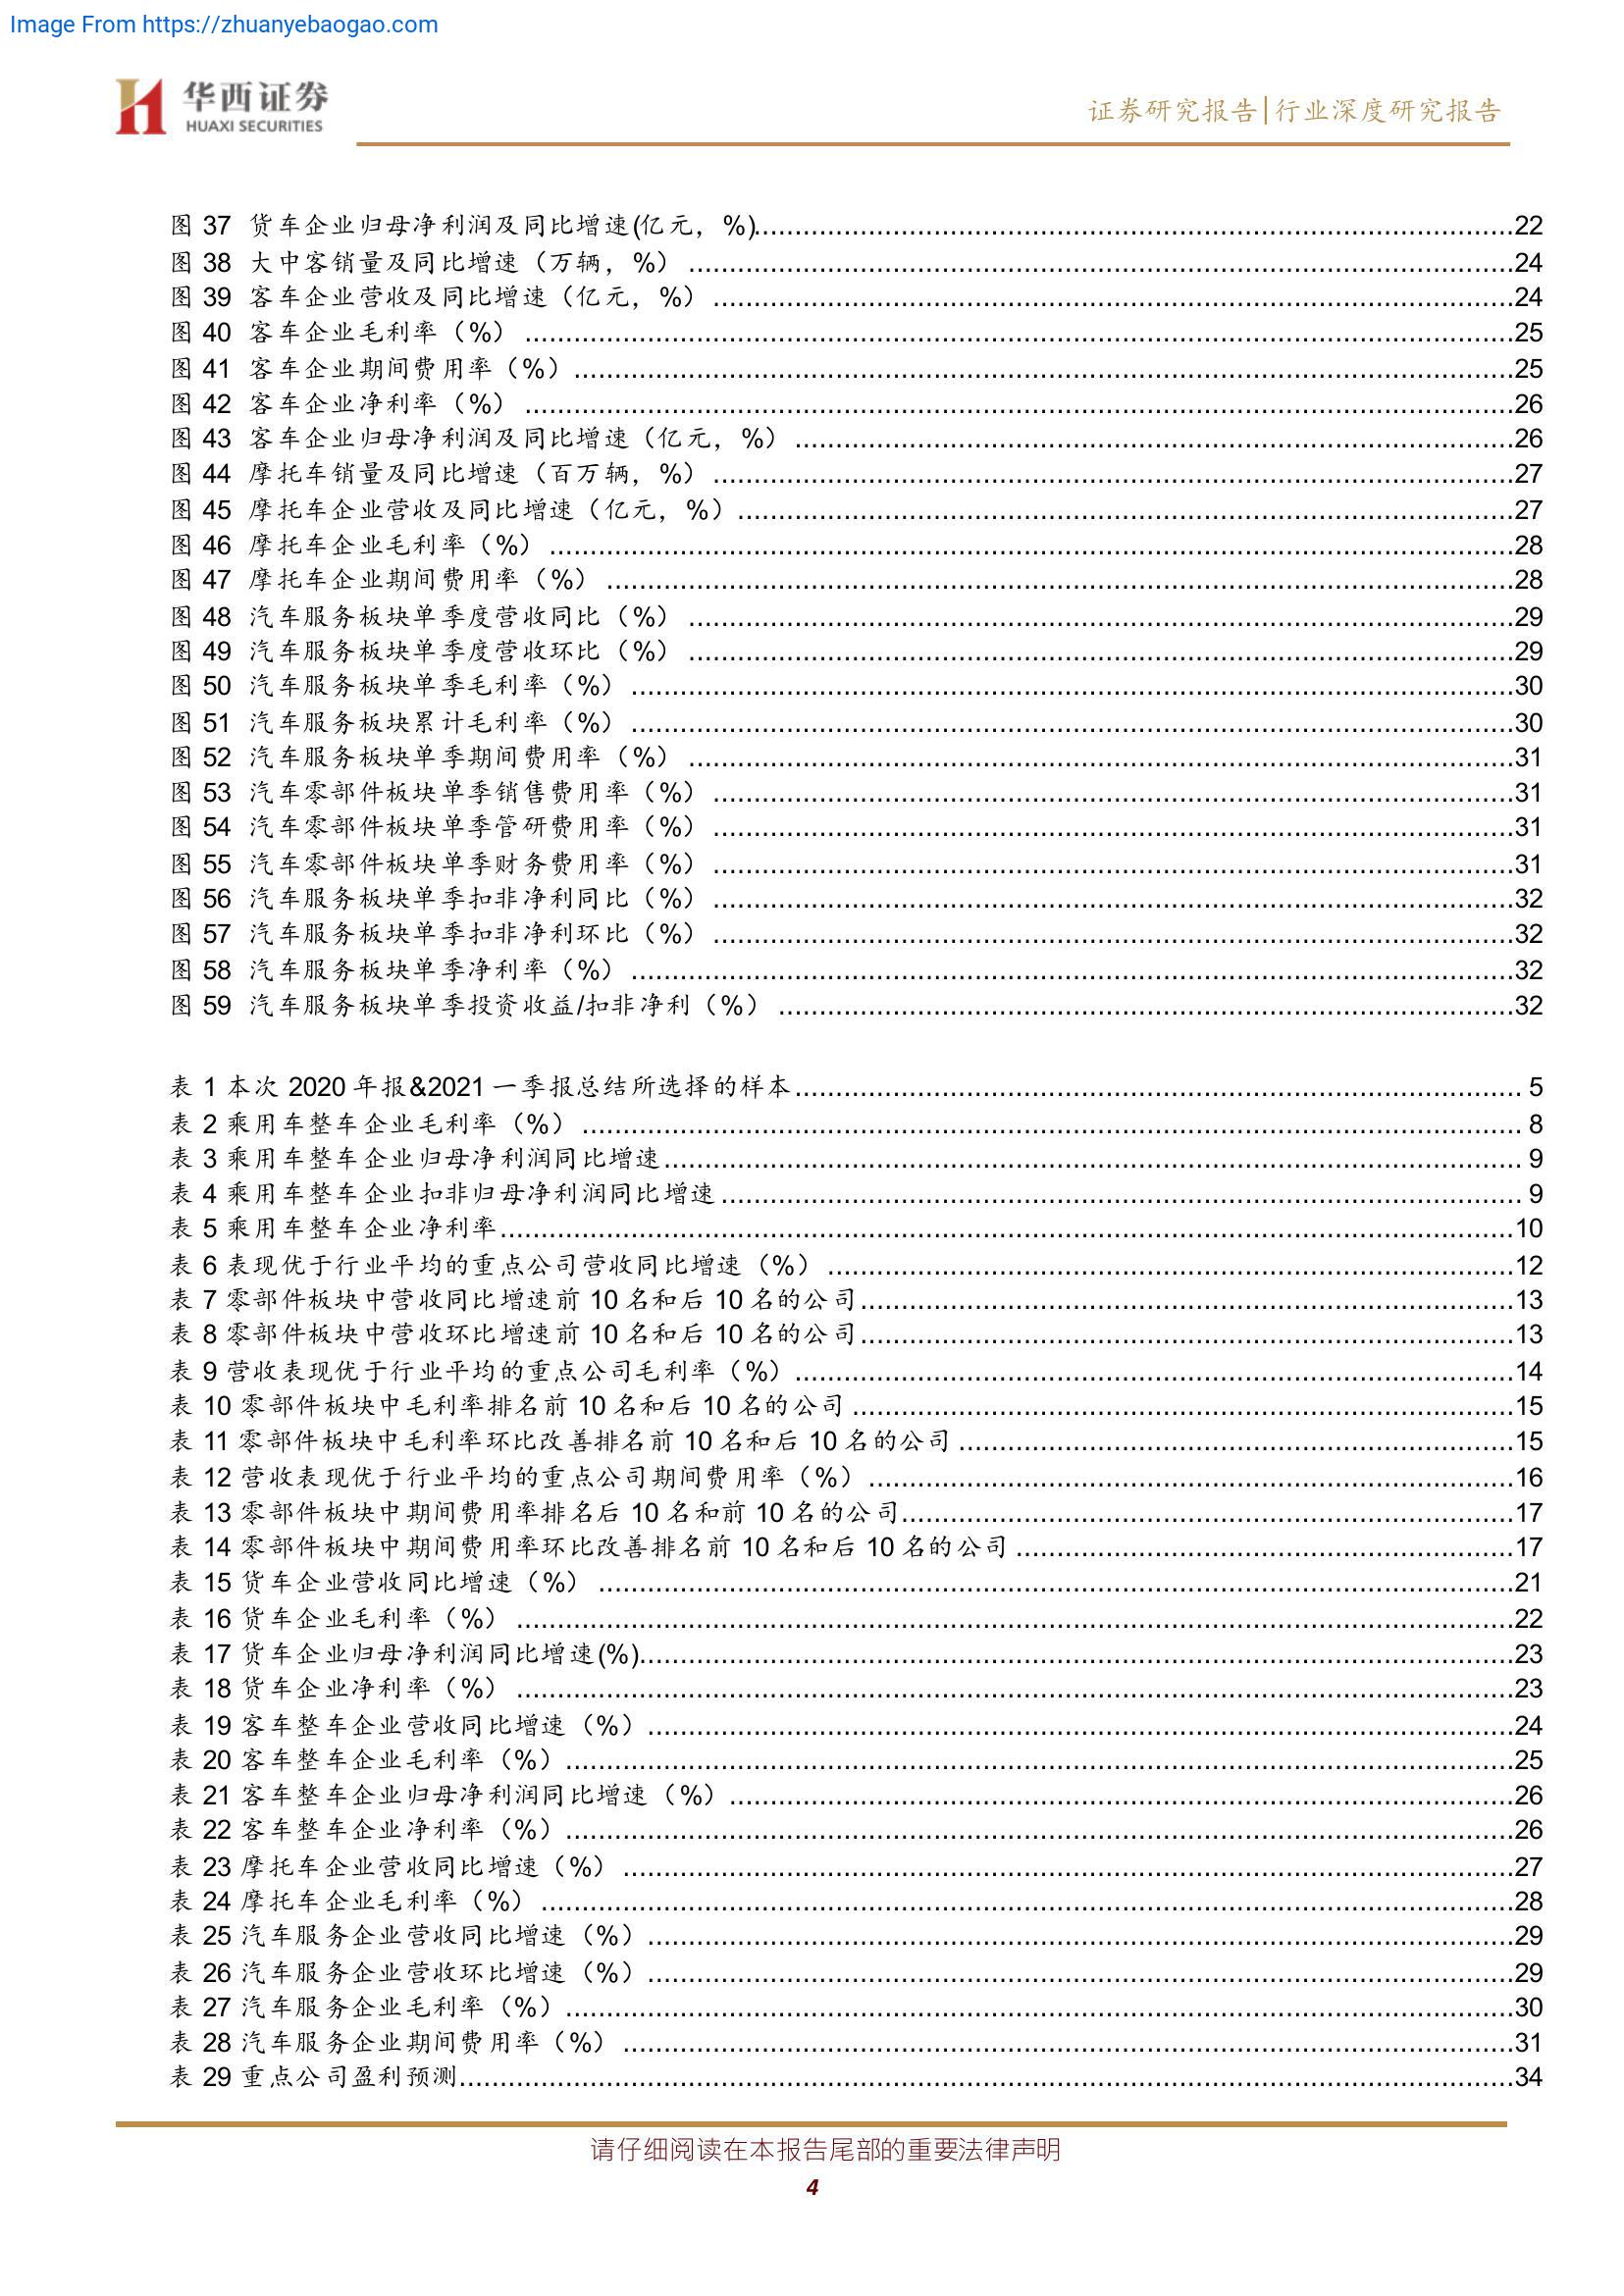 Image From https://zhuanyebaogao.com
华西证券
HUAXI SECURITIES
证券研究报告|行业深度研究报告
图 37 货车企业归母净利润及同比增速(亿元，%)........................22
图 38 大中客销量及同比增速（万辆，%）........................24
图 39 客车企业营收及同比增速（亿元，%）........................24
图 40 客车企业毛利率（%）........................25
图 41 客车企业期间费用率（%）........................25
图 42 客车企业净利率（%）........................26
图 43 客车企业归母净利润及同比增速（亿元，%）........................26
图 44 摩托车销量及同比增速（百万辆，%）........................27
图 45 摩托车企业营收及同比增速（亿元，%）........................27
图 46 摩托车企业毛利率（%）........................28
图 47 摩托车企业期间费用率（%）........................28
图 48 汽车服务板块单季度营收同比（%）........................29
图 49 汽车服务板块单季度营收环比（%）........................29
图 50 汽车服务板块单季毛利率（%）........................30
图 51 汽车服务板块累计毛利率（%）........................30
图 52 汽车服务板块单季期间费用率（%）........................31
图 53 汽车零部件板块单季销售费用率（%）........................31
图 54 汽车零部件板块单季管研费用率（%）........................31
图 55 汽车零部件板块单季财务费用率（%）........................31
图 56 汽车服务板块单季扣非净利同比（%）........................32
图 57 汽车服务板块单季扣非净利环比（%）........................32
图 58 汽车服务板块单季净利率（%）........................32
图 59 汽车服务板块单季投资收益/扣非净利（%）........................32
表 1 本次 2020 年报&2021 一季报总结所选择的样本........................ 5
表 2 乘用车整车企业毛利率（%）........................ 8
表 3 乘用车整车企业归母净利润同比增速........................ 9
表 4 乘用车整车企业扣非归母净利润同比增速........................ 9
表 5 乘用车整车企业净利率........................10
表 6 表现优于行业平均的重点公司营收同比增速（%）........................12
表 7 零部件板块中营收同比增速前 10 名和后 10 名的公司........................13
表 8 零部件板块中营收环比增速前 10 名和后 10 名的公司........................13
表 9 营收表现优于行业平均的重点公司毛利率（%）........................14
表 10 零部件板块中毛利率排名前 10 名和后 10 名的公司........................15
表 11 零部件板块中毛利率环比改善排名前 10 名和后 10 名的公司........................15
表 12 营收表现优于行业平均的重点公司期间费用率（%）........................16
表 13 零部件板块中期间费用率排名后 10 名和前 10 名的公司........................17
表 14 零部件板块中期间费用率环比改善排名前 10 名和后 10 名的公司........................17
表 15 货车企业营收同比增速（%）........................21
表 16 货车企业毛利率（%）........................22
表 17 货车企业归母净利润同比增速(%)........................23
表 18 货车企业净利率（%）........................23
表 19 客车整车企业营收同比增速（%）........................24
表 20 客车整车企业毛利率（%）........................25
表 21 客车整车企业归母净利润同比增速（%）........................26
表 22 客车整车企业净利率（%）........................26
表 23 摩托车企业营收同比增速（%）........................27
表 24 摩托车企业毛利率（%）........................28
表 25 汽车服务企业营收同比增速（%）........................29
表 26 汽车服务企业营收环比增速（%）........................29
表 27 汽车服务企业毛利率（%）........................30
表 28 汽车服务企业期间费用率（%）........................31
表 29 重点公司盈利预测........................34
请仔细阅读在本报告尾部的重要法律声明
4